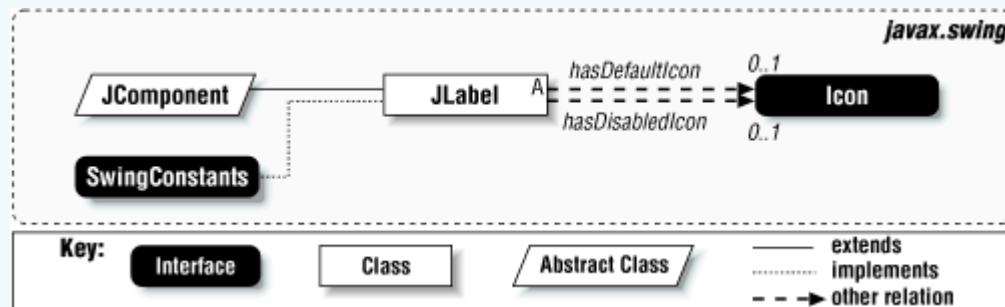 javax.swing
hasDefaultIcon 0..1
JComponent JLabel A Icon
hasDisabledIcon 0..1
SwingConstants
Key: Interface Class Abstract Class extends
implements
other relation